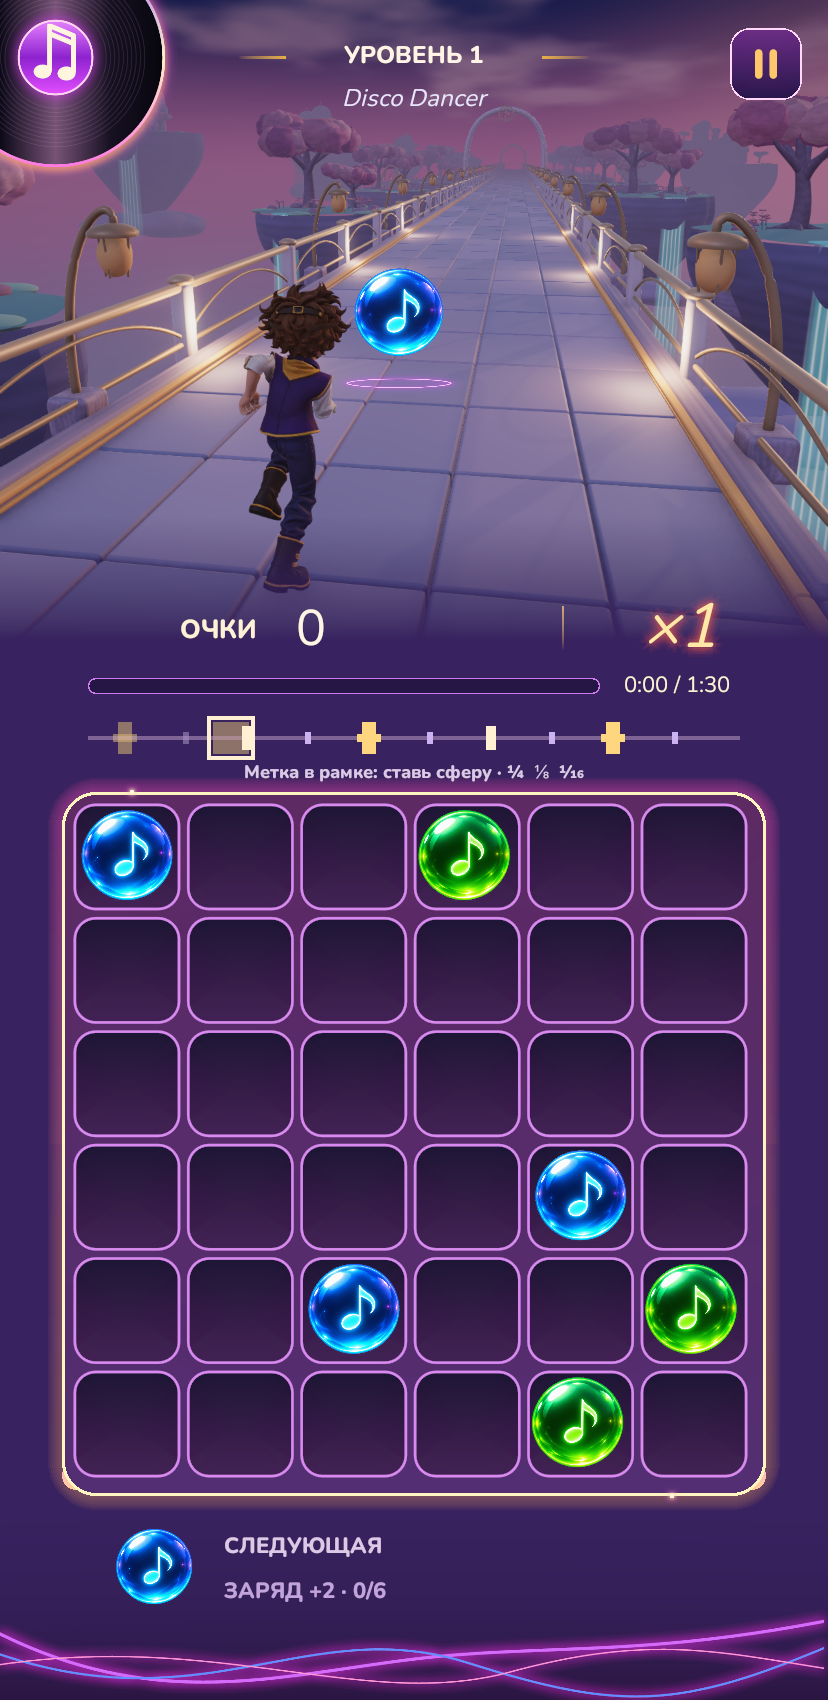 УРОВЕНЬ 1
Disco Dancer
ОЧКИ 0
×1
0:00 / 1:30
Метка в рамке: ставь сферу · ¼ ⅛ ¹⁄₁₆
СЛЕДУЮЩАЯ
ЗАРЯД +2 · 0/6